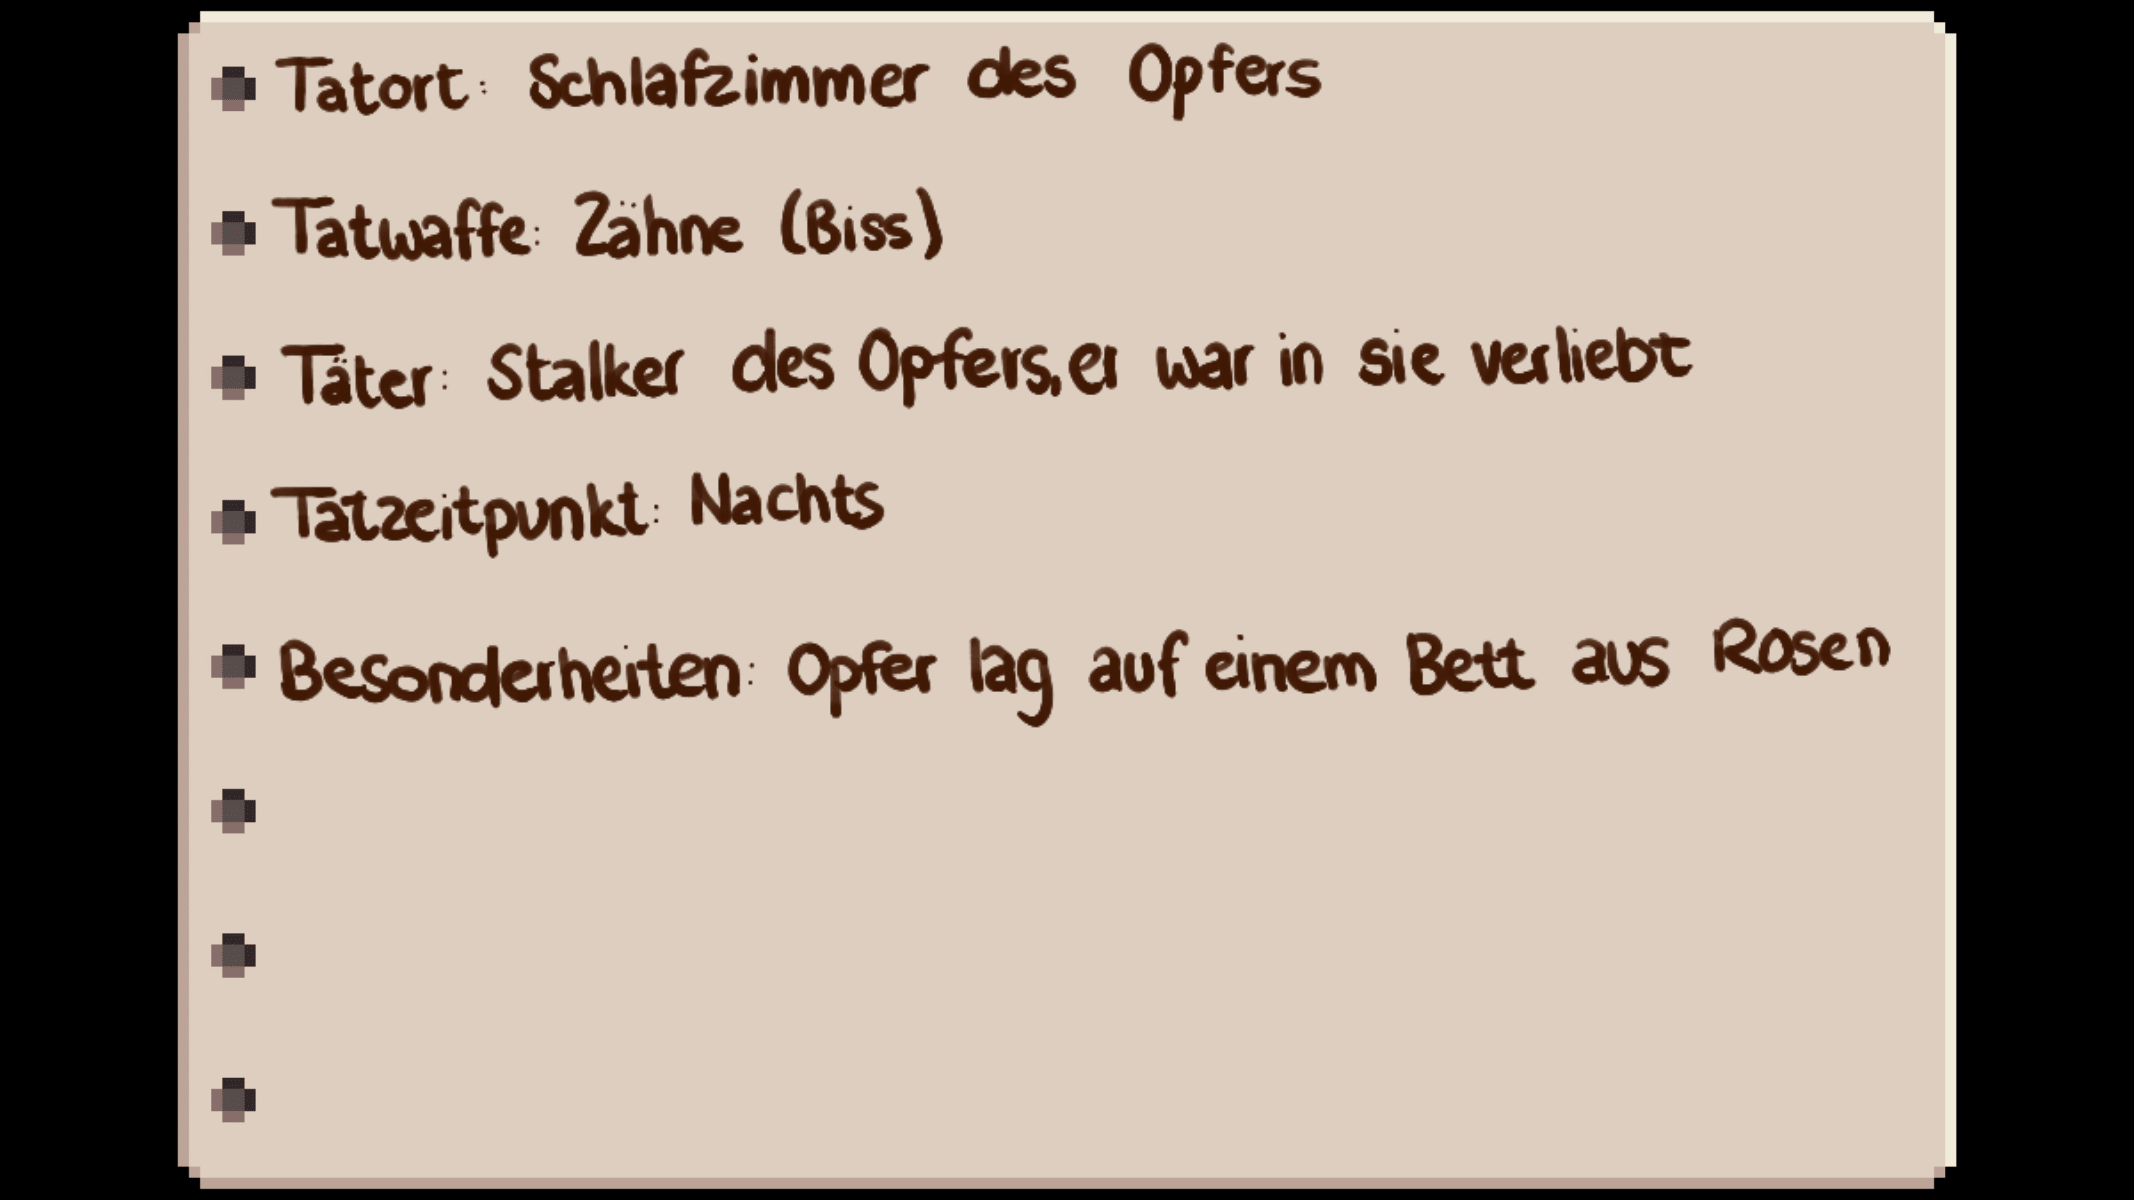 Tatort: Schlafzimmer des Opfers
Tatwaffe: Zähne (Biss)
Täter: Stalker des Opfers, er war in sie verliebt
Tatzeitpunkt: Nachts
Besonderheiten: Opfer lag auf einem Bett aus Rosen